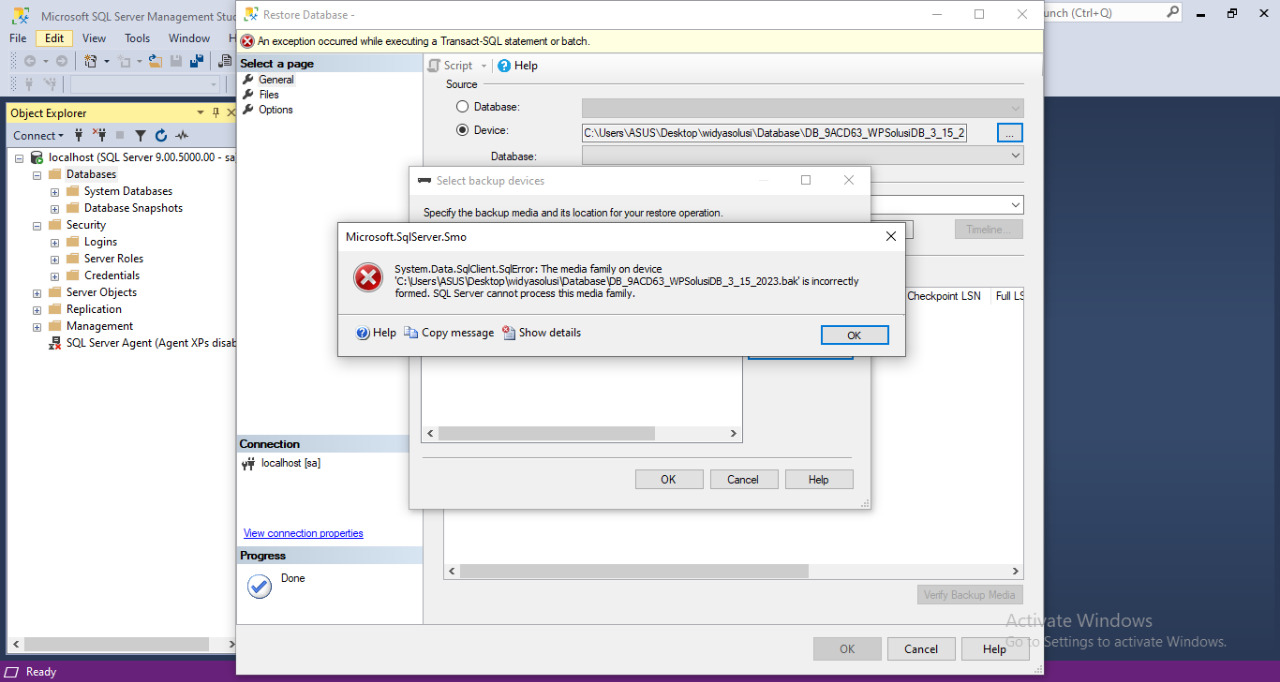 Microsoft SQL Server Management Stu
Restore Database -
unch (Ctrl+Q)
File Edit View Tools Window H
An exception occurred while executing a Transact-SQL statement or batch.
Select a page
General
Files
Options
Script
Help
Source
Database:
Device:
C:\Users\ASUS\Desktop\widyasolusi\Database\DB_9ACD63_WPSolusiDB_3_15_2
...
Database:
Object Explorer
Connect
localhost (SQL Server 9.00.5000.00 - sa
Databases
System Databases
Database Snapshots
Security
Logins
Server Roles
Credentials
Server Objects
Replication
Management
SQL Server Agent (Agent XPs disab
Select backup devices
Specify the backup media and its location for your restore operation.
Timeline...
Microsoft.SqlServer.Smo
System.Data.SqlClient.SqlError: The media family on device
'C:\Users\ASUS\Desktop\widyasolusi\Database\DB_9ACD63_WPSolusiDB_3_15_2023.bak' is incorrectly
formed. SQL Server cannot process this media family.
Help Copy message Show details
OK
Checkpoint LSN Full LS
OK Cancel Help
Connection
localhost [sa]
View connection properties
Progress
Done
Verify Backup Media
OK Cancel Help
Activate Windows
Go to Settings to activate Windows.
Ready